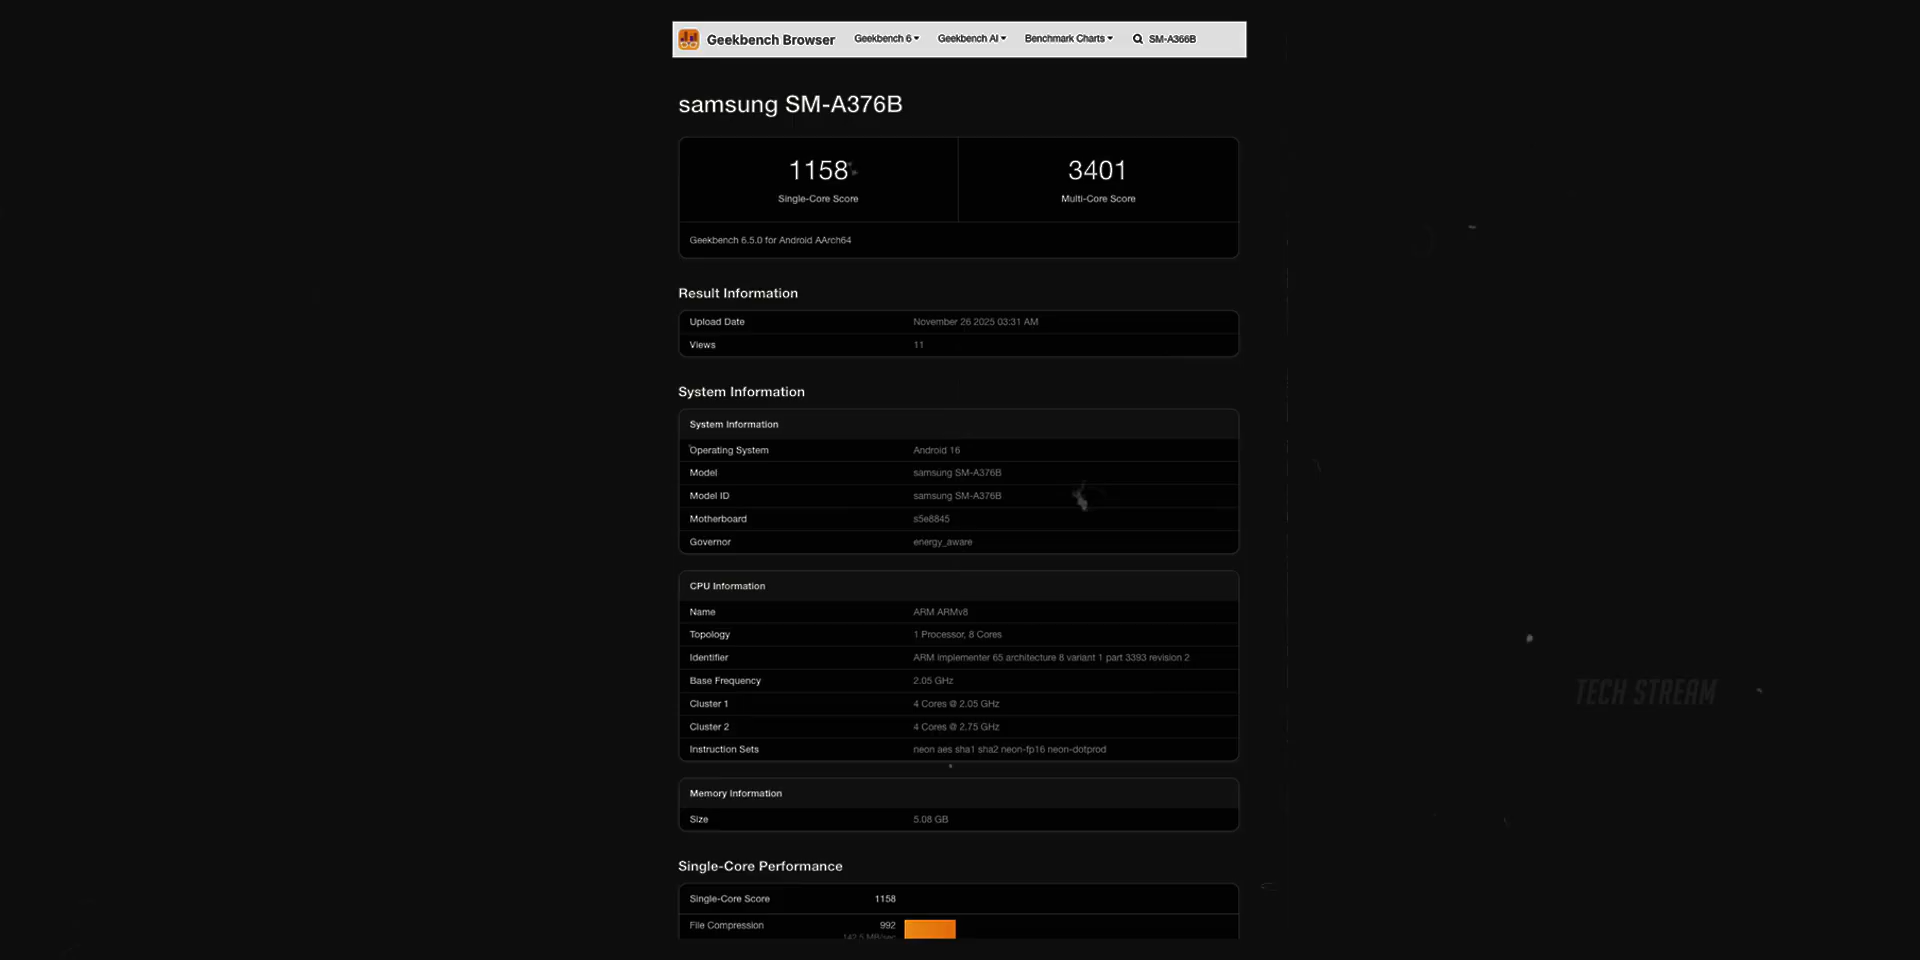 Geekbench Browser Geekbench 6 Geekbench AI Benchmark Charts SM-A366B
samsung SM-A376B
1158 3401
Single-Core Score Multi-Core Score
Geekbench 6.5.0 for Android AArch64
Result Information
Upload Date November 26 2025 03:31 AM
Views 11
System Information
System Information
Operating System Android 16
Model samsung SM-A376B
Model ID samsung SM-A376B
Motherboard s5e8845
Governor energy_aware
CPU Information
Name ARM ARMv8
Topology 1 Processor, 8 Cores
Identifier ARM implementer 65 architecture 8 variant 1 part 3393 revision 2
Base Frequency 2.05 GHz
Cluster 1 4 Cores @ 2.05 GHz
Cluster 2 4 Cores @ 2.75 GHz
Instruction Sets neon aes sha1 sha2 neon-fp16 neon-dotprod
Memory Information
Size 5.08 GB
Single-Core Performance
Single-Core Score 1158
File Compression 992
142.5 MB/sec
TECH STREAM